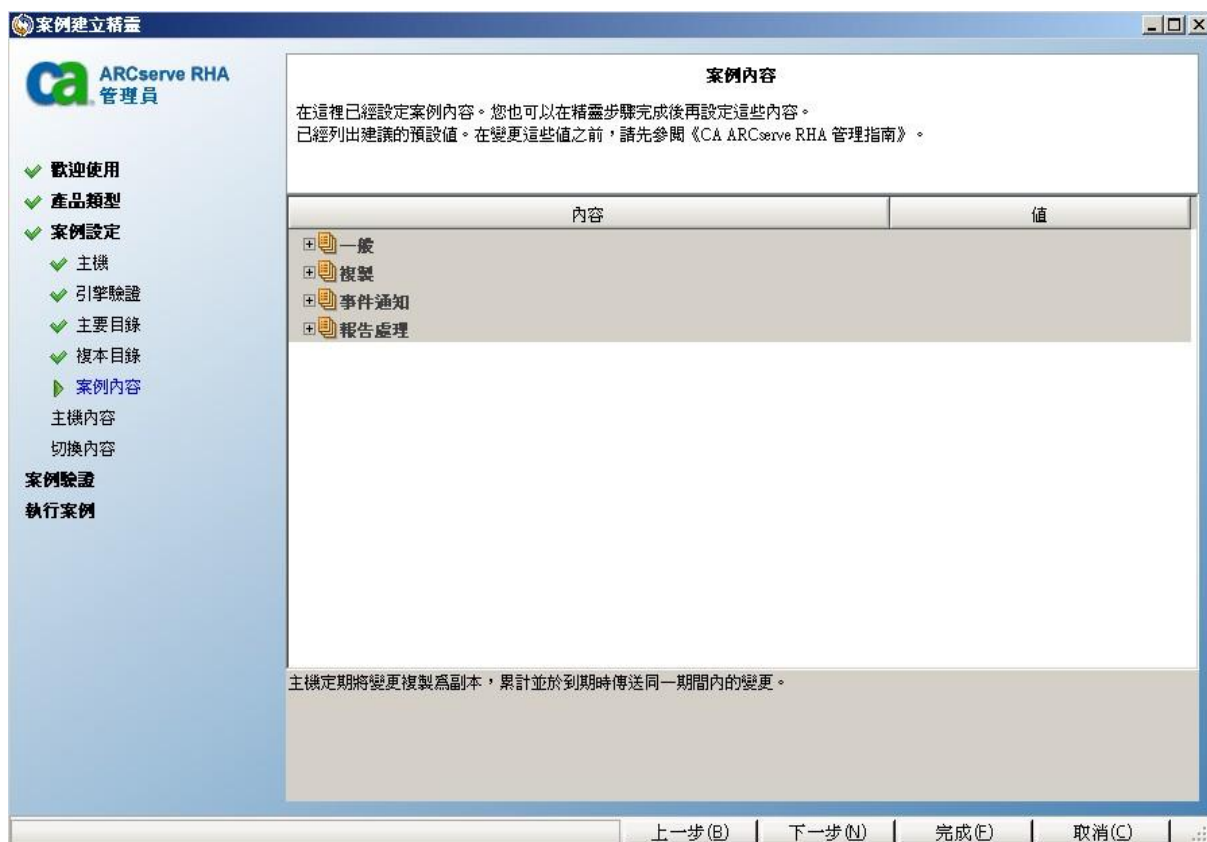 案例建立精靈
ca
ARCserve RHA
管理員
歡迎使用
產品類型
案例設定
主機
引擎驗證
主要目錄
複本目錄
案例內容
主機內容
切換內容
案例驗證
執行案例
案例內容
在這裡已經設定案例內容。您也可以在精靈步驟完成後再設定這些內容。
已經列出建議的預設值。在變更這些值之前，請先參閱《CA ARCserve RHA 管理指南》。
內容
值
一般
複製
事件通知
報告處理
主機定期將變更複製為副本，累計並於到期時傳送同一期間內的變更。
上一步(B)
下一步(N)
完成(F)
取消(C)